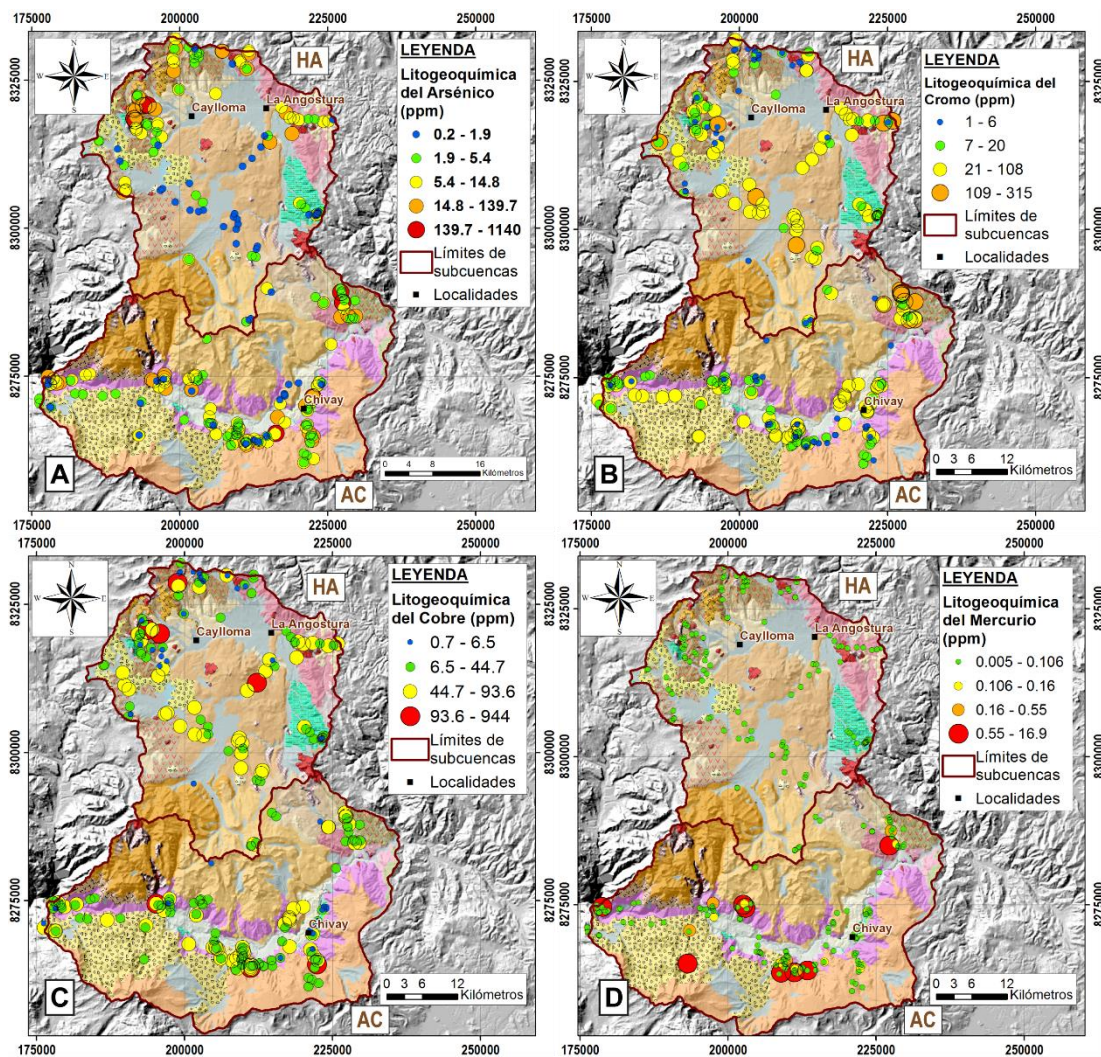 175000 200000 225000 250000
8325000
8300000
8275000
N
W E
S
HA
LEYENDA
Litogeoquímica
del Arsénico
(ppm)
0.2 - 1.9
1.9 - 5.4
5.4 - 14.8
14.8 - 139.7
139.7 - 1140
Límites de
subcuencas
Localidades
Caylloma
La Angostura
Chivay
A
AC
0 4 8 16
Kilómetros
175000 200000 225000 250000
175000 200000 225000 250000
8325000
8300000
8275000
N
W E
S
HA
LEYENDA
Litogeoquímica del
Cromo (ppm)
1 - 6
7 - 20
21 - 108
109 - 315
Límites de
subcuencas
Localidades
Caylloma
La Angostura
Chivay
B
AC
0 3 6 12
Kilómetros
175000 200000 225000 250000
175000 200000 225000 250000
8325000
8300000
8275000
N
W E
S
HA
LEYENDA
Litogeoquímica
del Cobre (ppm)
0.7 - 6.5
6.5 - 44.7
44.7 - 93.6
93.6 - 944
Límites de
subcuencas
Localidades
Caylloma
La Angostura
Chivay
C
AC
0 3 6 12
Kilómetros
175000 200000 225000 250000
8325000
8300000
8275000
N
W E
S
HA
LEYENDA
Litogeoquímica
del Mercurio
(ppm)
0.005 - 0.106
0.106 - 0.16
0.16 - 0.55
0.55 - 16.9
Límites de
subcuencas
Localidades
Caylloma
La Angostura
Chivay
D
AC
0 3 6 12
Kilómetros